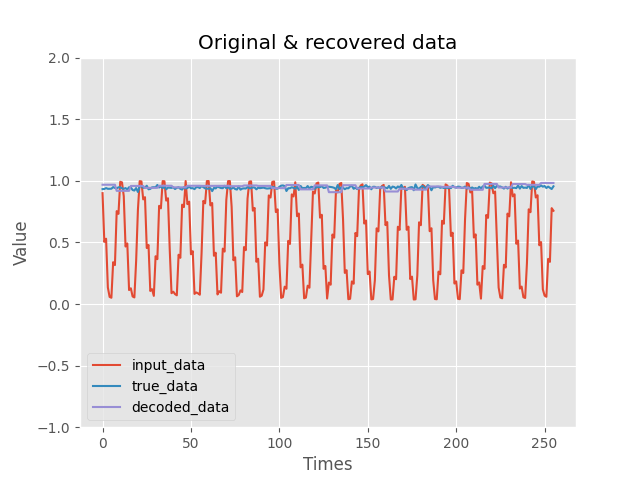 Original & recovered data
2.0
1.5
1.0
0.5
0.0
−0.5
−1.0
Value
input_data
true_data
decoded_data
0 50 100 150 200 250
Times